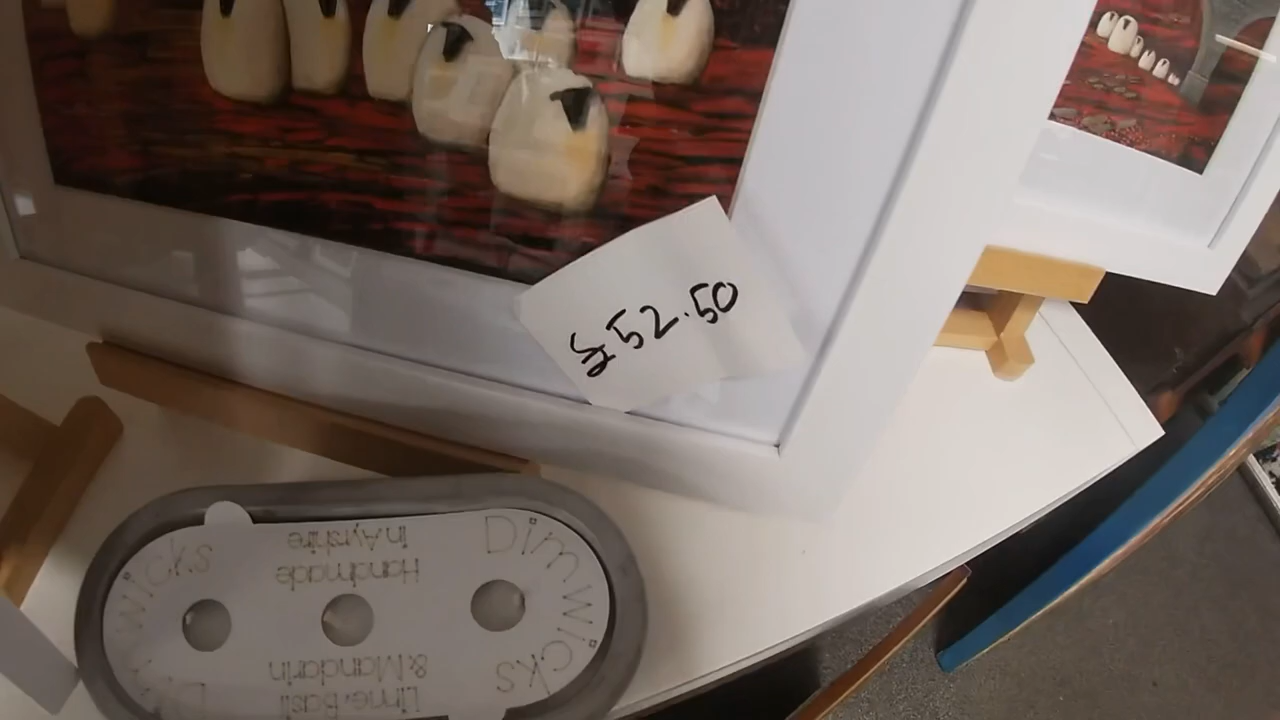 £52.50
Dimwicks
Lime, Basil
& Mandarin
Handmade
in Ayrshire
Dimwicks